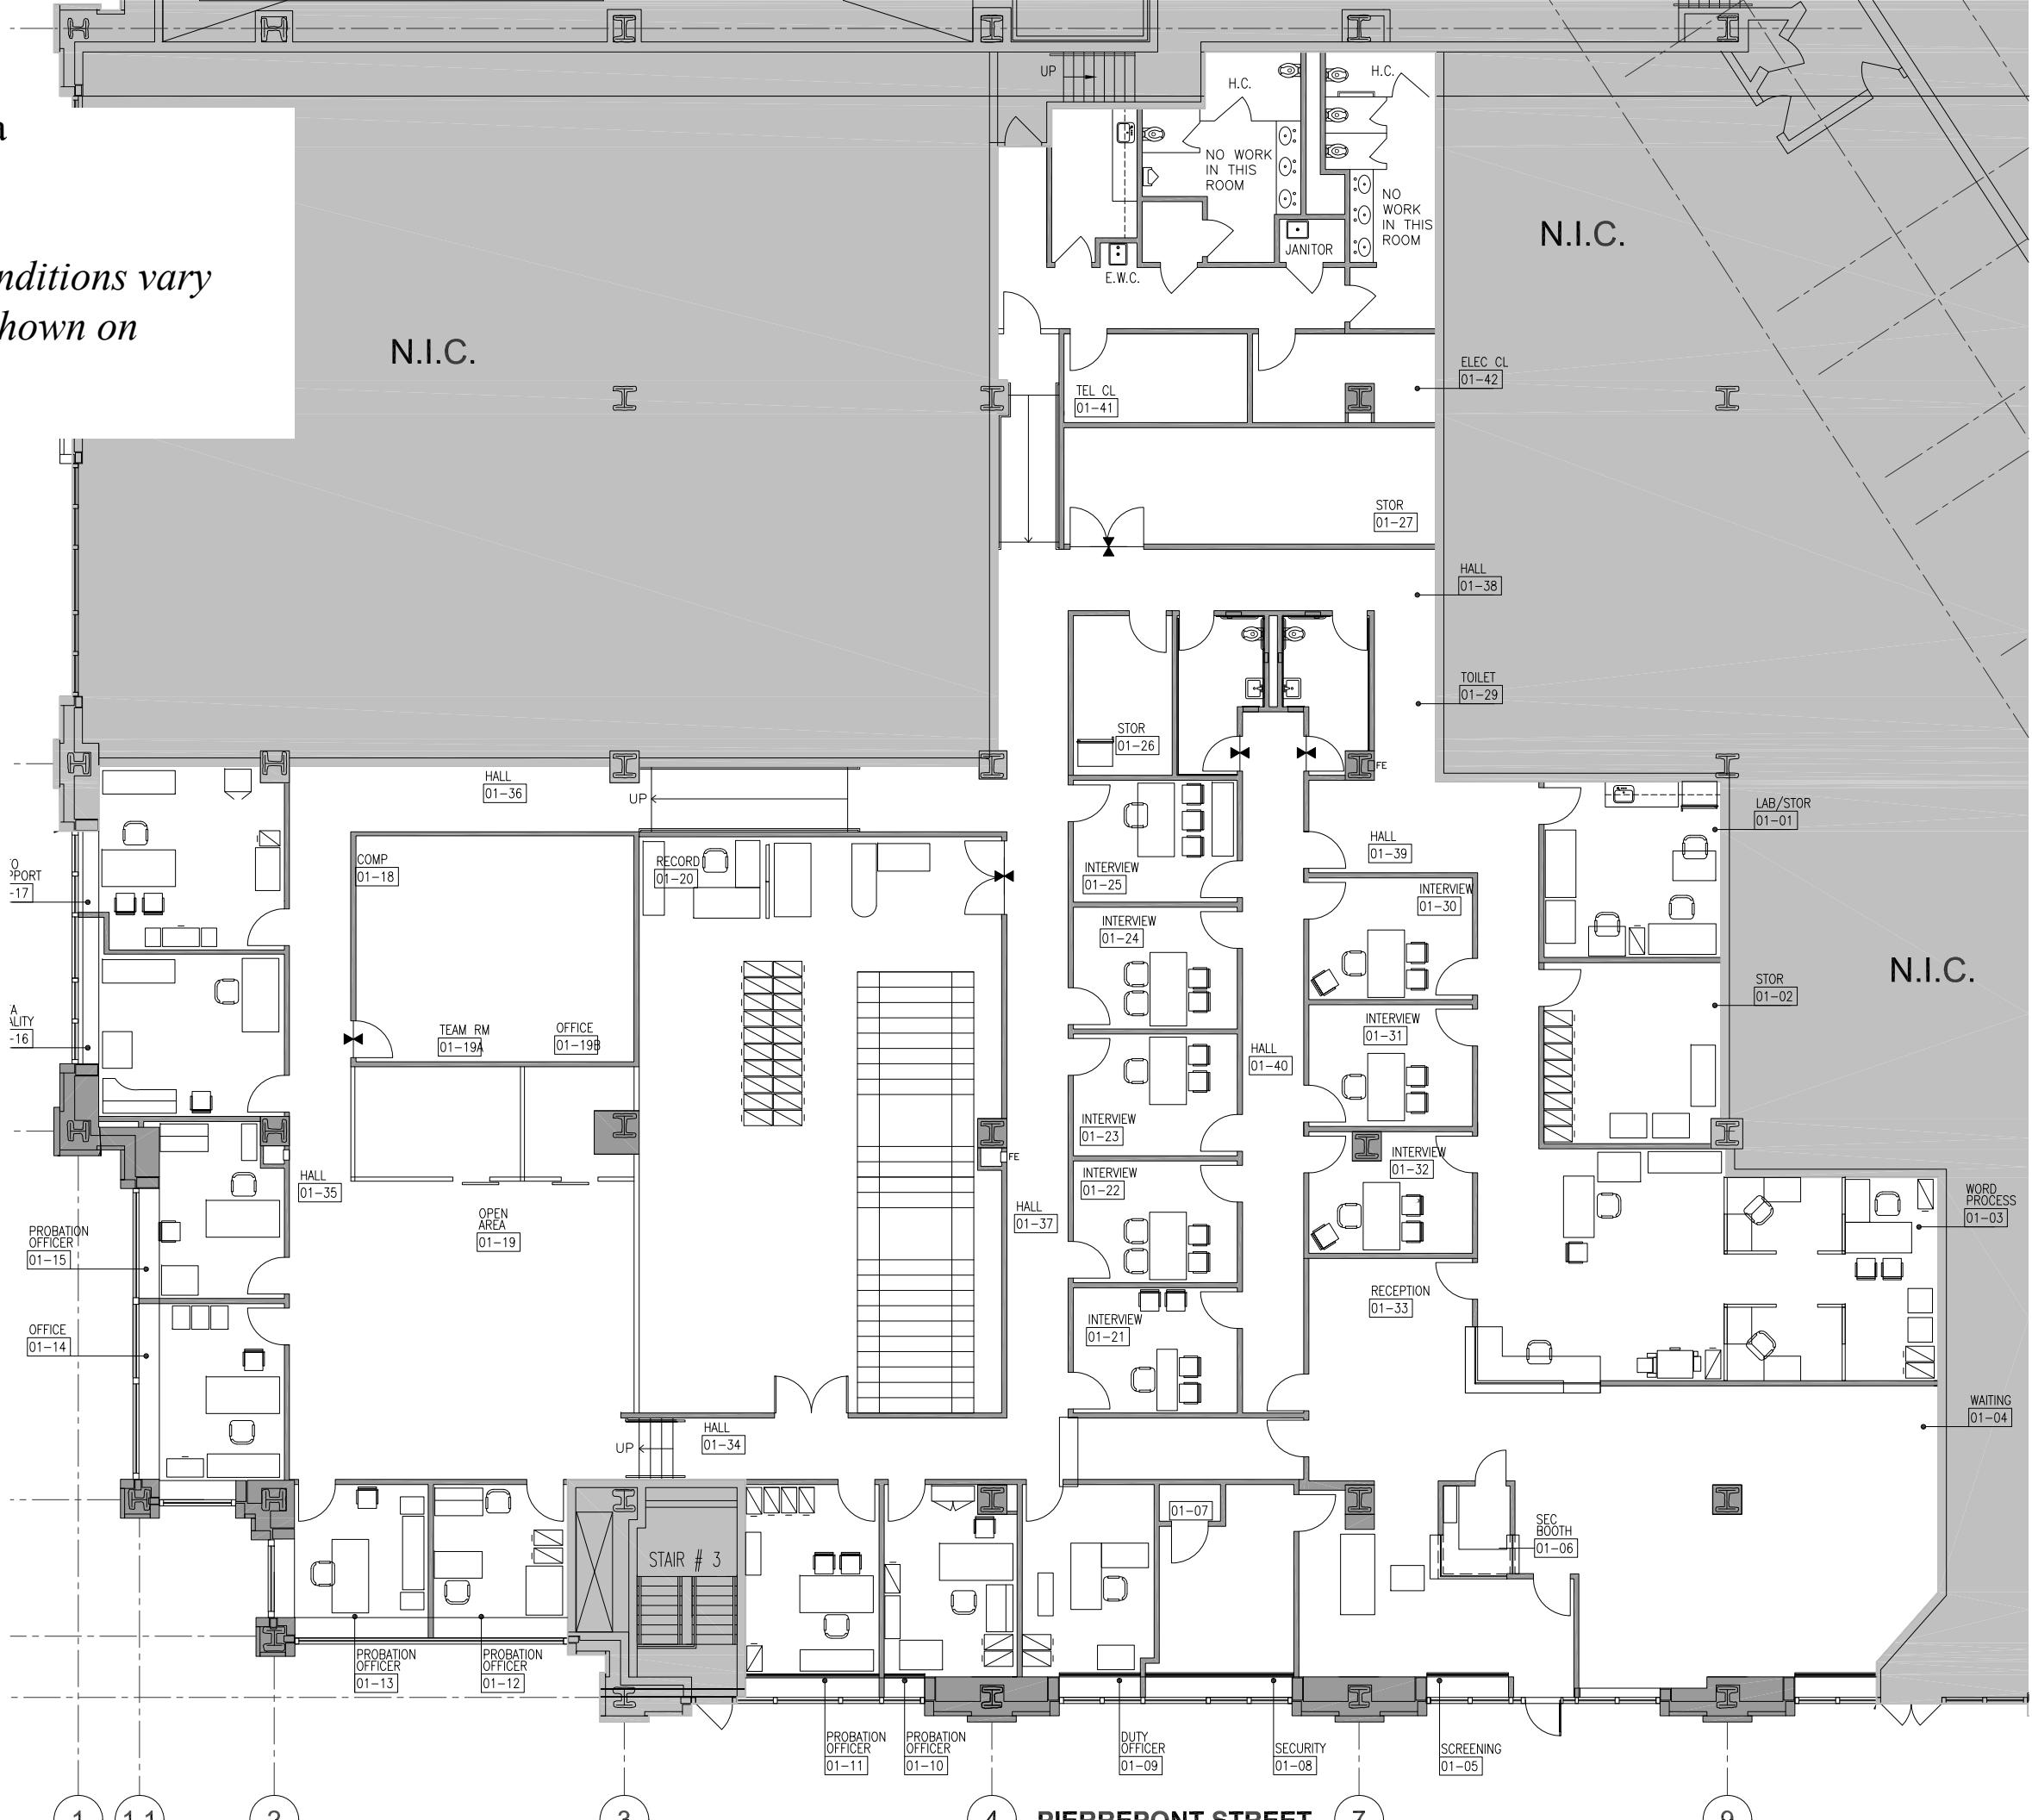 a
nditions vary
hown on
N.I.C.
UP
H.C.
H.C.
NO WORK
IN THIS
ROOM
NO
WORK
IN THIS
ROOM
JANITOR
E.W.C.
N.I.C.
ELEC CL
01-42
TEL CL
01-41
STOR
01-27
HALL
01-38
TOILET
01-29
STOR
01-26
FE
HALL
01-36
UP
LAB/STOR
01-01
HALL
01-39
COMP
01-18
RECORD
01-20
INTERVIEW
01-25
INTERVIEW
01-30
PPORT
-17
INTERVIEW
01-24
N.I.C.
STOR
01-02
ALITY
-16
TEAM RM
01-19A
OFFICE
01-19B
INTERVIEW
01-31
HALL
01-40
INTERVIEW
01-23
FE
INTERVIEW
01-32
INTERVIEW
01-22
HALL
01-35
WORD
PROCESS
01-03
OPEN
AREA
01-19
HALL
01-37
PROBATION
OFFICER
01-15
RECEPTION
01-33
OFFICE
01-14
INTERVIEW
01-21
WAITING
01-04
UP
HALL
01-34
01-07
SEC
BOOTH
01-06
STAIR # 3
PROBATION
OFFICER
01-13
PROBATION
OFFICER
01-12
PROBATION
OFFICER
01-11
PROBATION
OFFICER
01-10
DUTY
OFFICER
01-09
SECURITY
01-08
SCREENING
01-05
1
1.1
2
3
4
PIERREPONT STREET
7
9